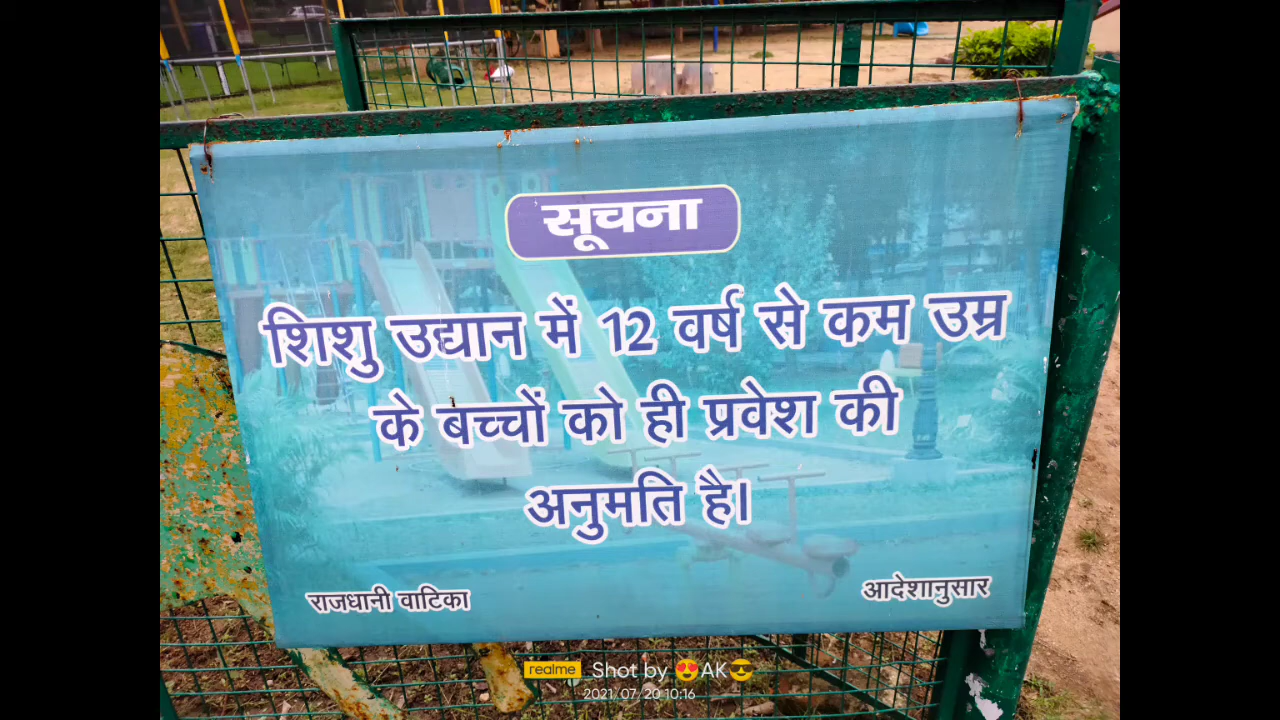 सूचना
शिशु उद्यान में 12 वर्ष से कम उम्र
के बच्चों को ही प्रवेश की
अनुमति है।
राजधानी वाटिका
आदेशानुसार
realme Shot by 😍AK😎
2021/07/20 10:16